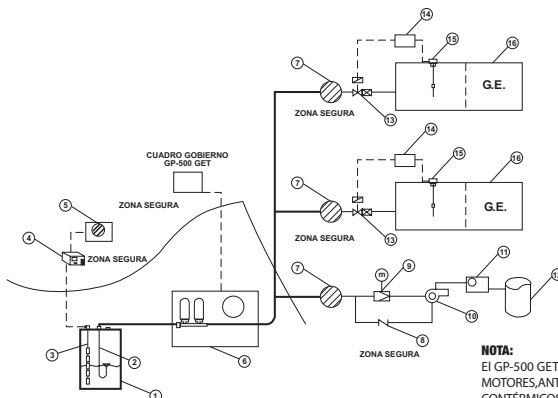 14
15
16
7
G.E.
ZONA SEGURA
13
14
15
16
CUADRO GOBIERNO
GP-500 GET
7
G.E.
ZONA SEGURA
5
ZONA SEGURA
13
4
ZONA SEGURA
m
9
11
7
12
10
8
3
2
6
ZONA SEGURA
1
NOTA:
El GP-500 GET
MOTORES,ANT
CONTÉRMICOS